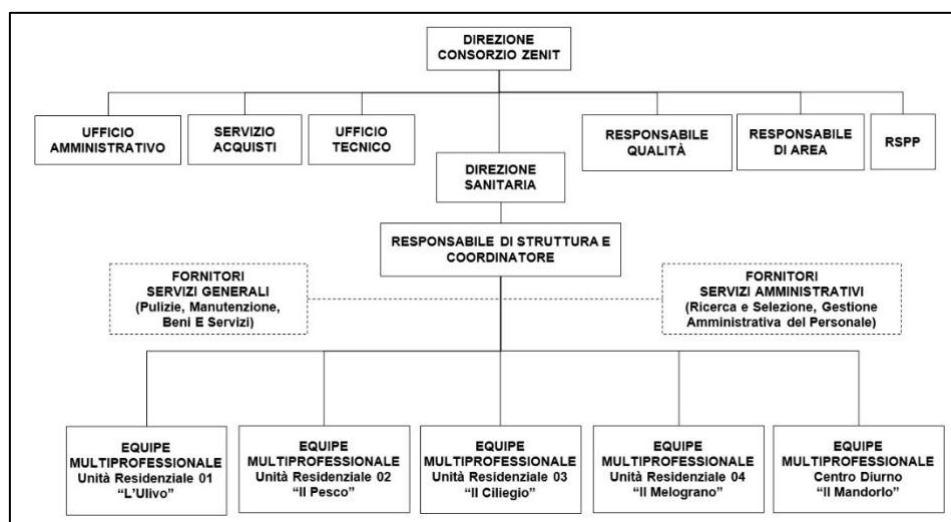 DIREZIONE
CONSORZIO ZENIT
UFFICIO
AMMINISTRATIVO
SERVIZIO
ACQUISTI
UFFICIO
TECNICO
RESPONSABILE
QUALITÀ
RESPONSABILE
DI AREA
RSPP
DIREZIONE
SANITARIA
RESPONSABILE DI STRUTTURA E
COORDINATORE
FORNITORI
SERVIZI GENERALI
(Pulizie, Manutenzione,
Beni E Servizi)
FORNITORI
SERVIZI AMMINISTRATIVI
(Ricerca e Selezione, Gestione
Amministrativa del Personale)
EQUIPE
MULTIPROFESSIONALE
Unità Residenziale 01
“L’Ulivo”
EQUIPE
MULTIPROFESSIONALE
Unità Residenziale 02
“Il Pesco”
EQUIPE
MULTIPROFESSIONALE
Unità Residenziale 03
“Il Ciliegio”
EQUIPE
MULTIPROFESSIONALE
Unità Residenziale 04
“Il Melograno”
EQUIPE
MULTIPROFESSIONALE
Centro Diurno
“Il Mandorlo”